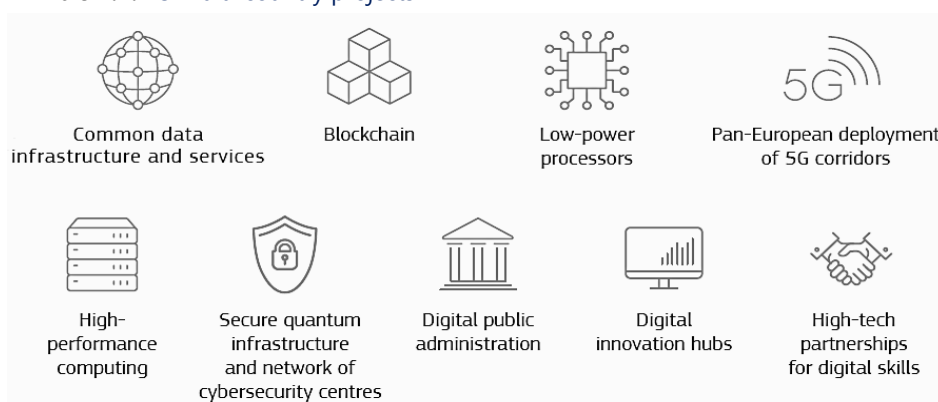 projects
Common data
infrastructure and services
Blockchain
Low-power
processors
5G
Pan-European deployment
of 5G corridors
High-
performance
computing
Secure quantum
infrastructure
and network of
cybersecurity centres
Digital public
administration
Digital
innovation hubs
High-tech
partnerships
for digital skills